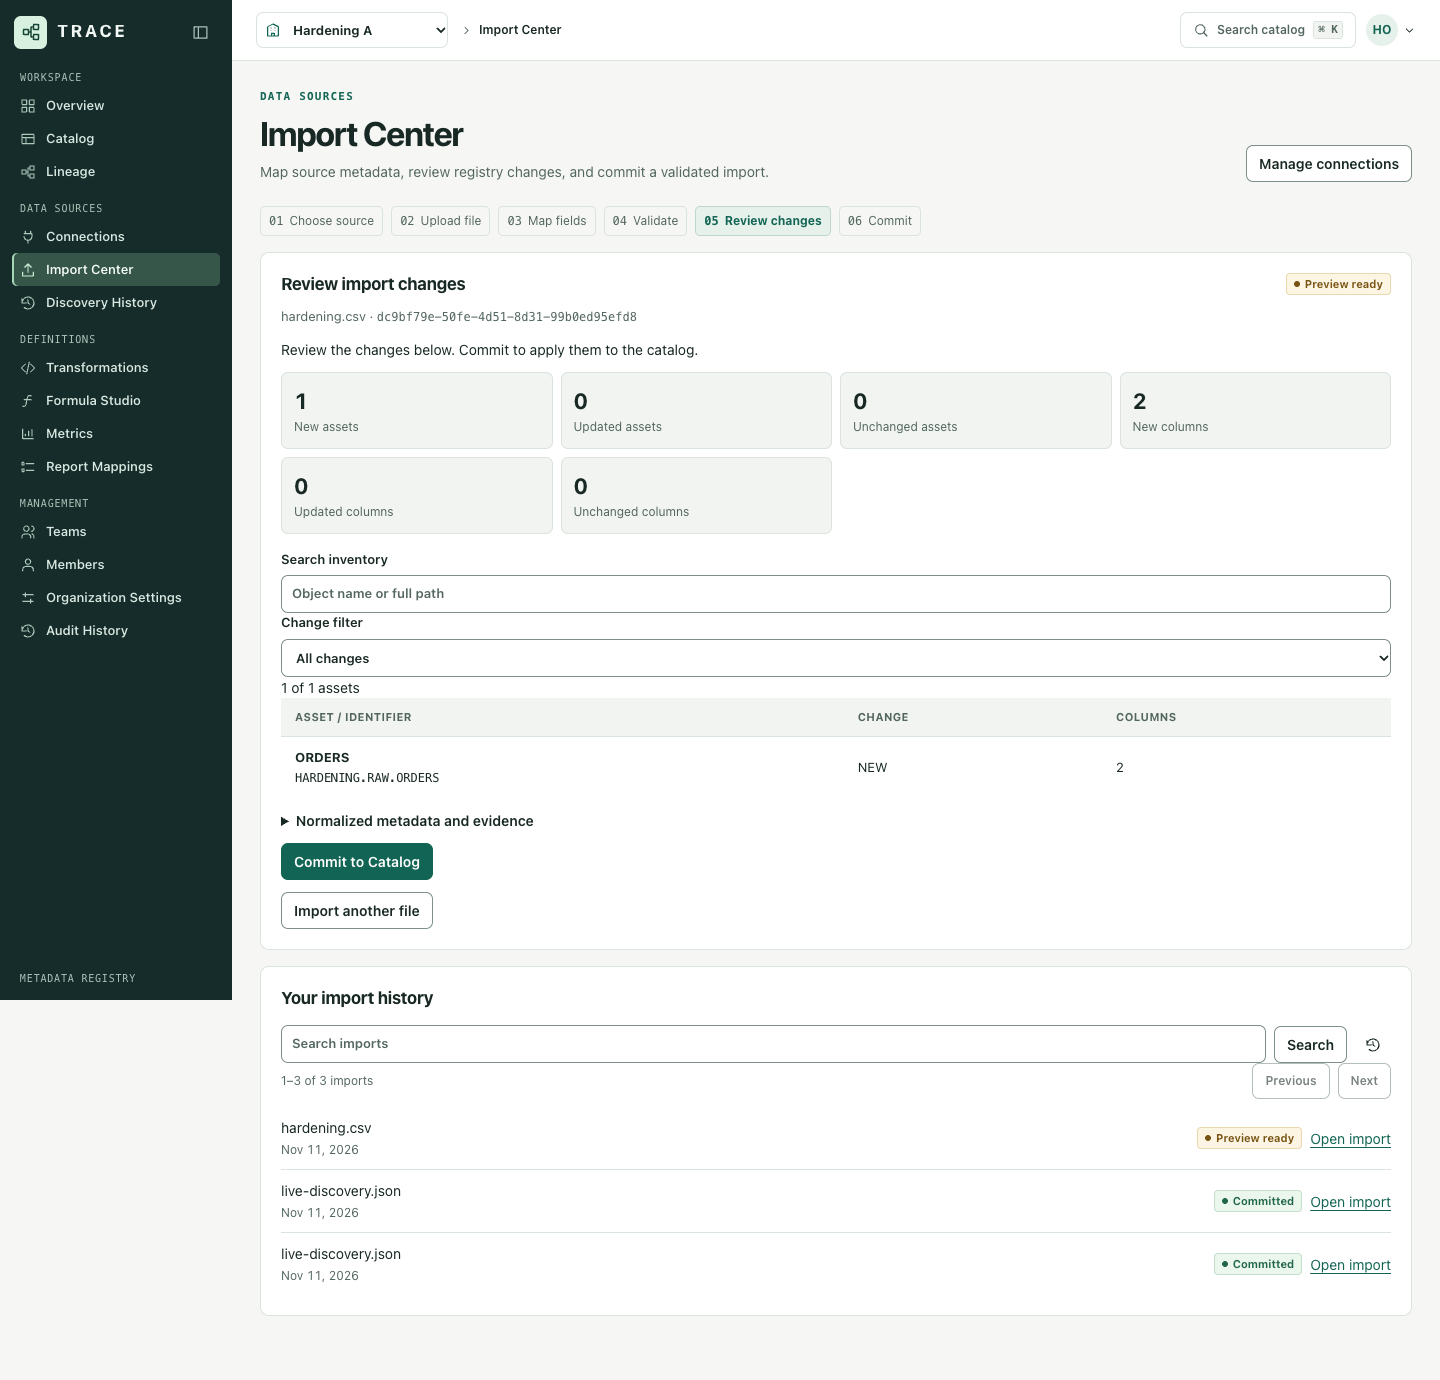 TRACE
WORKSPACE
Overview
Catalog
Lineage
DATA SOURCES
Connections
Import Center
Discovery History
DEFINITIONS
Transformations
Formula Studio
Metrics
Report Mappings
MANAGEMENT
Teams
Members
Organization Settings
Audit History
METADATA REGISTRY
Hardening A
Import Center
Search catalog ⌘ K
HO
DATA SOURCES
Import Center
Map source metadata, review registry changes, and commit a validated import.
Manage connections
01 Choose source
02 Upload file
03 Map fields
04 Validate
05 Review changes
06 Commit
Review import changes
Preview ready
hardening.csv · dc9bf79e-50fe-4d51-8d31-99b0ed95efd8
Review the changes below. Commit to apply them to the catalog.
1
New assets
0
Updated assets
0
Unchanged assets
2
New columns
0
Updated columns
0
Unchanged columns
Search inventory
Object name or full path
Change filter
All changes
1 of 1 assets
ASSET / IDENTIFIER CHANGE COLUMNS
ORDERS
HARDENING.RAW.ORDERS
NEW
2
Normalized metadata and evidence
Commit to Catalog
Import another file
Your import history
Search imports
Search
1–3 of 3 imports
Previous
Next
hardening.csv
Nov 11, 2026
Preview ready
Open import
live-discovery.json
Nov 11, 2026
Committed
Open import
live-discovery.json
Nov 11, 2026
Committed
Open import